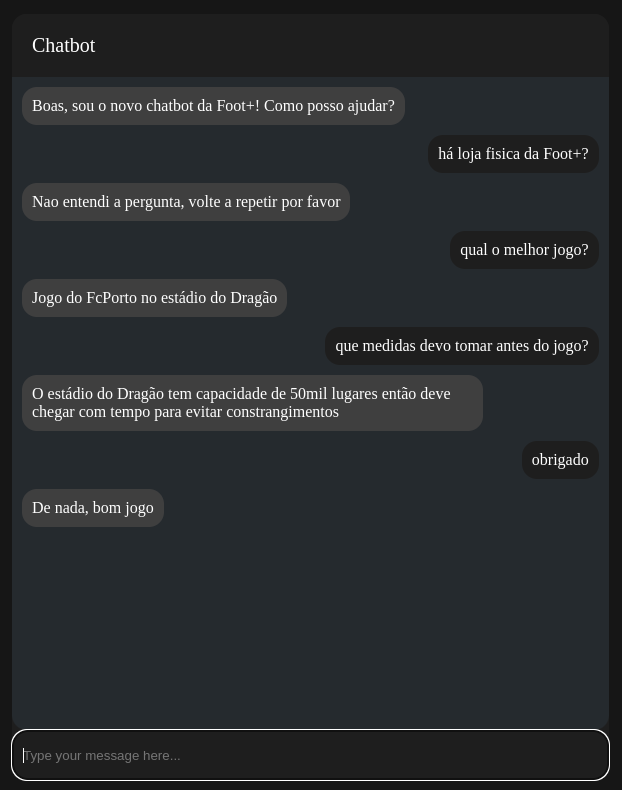 Chatbot
Boas, sou o novo chatbot da Foot+! Como posso ajudar?
há loja fisica da Foot+?
Nao entendi a pergunta, volte a repetir por favor
qual o melhor jogo?
Jogo do FcPorto no estádio do Dragão
que medidas devo tomar antes do jogo?
O estádio do Dragão tem capacidade de 50mil lugares então deve
chegar com tempo para evitar constrangimentos
obrigado
De nada, bom jogo
Type your message here...